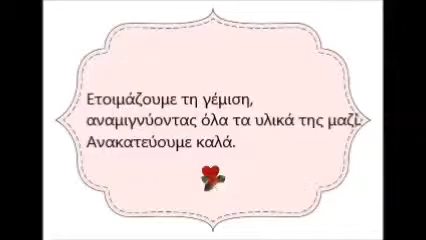 Ετοιμάζουμε τη γέμιση,
αναμιγνύοντας όλα τα υλικά της μαζί.
Ανακατεύουμε καλά.